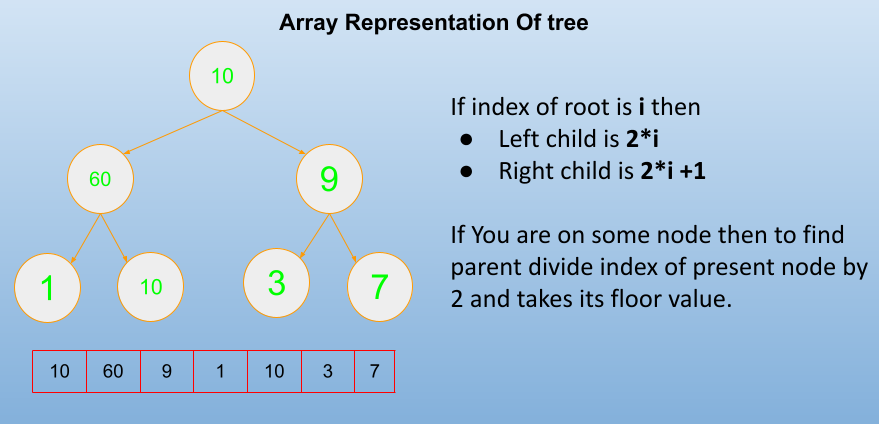 Array Representation Of tree
10
60
9
1
10
3
7
10 60 9 1 10 3 7
If index of root is i then
● Left child is 2*i
● Right child is 2*i +1
If You are on some node then to find
parent divide index of present node by
2 and takes its floor value.